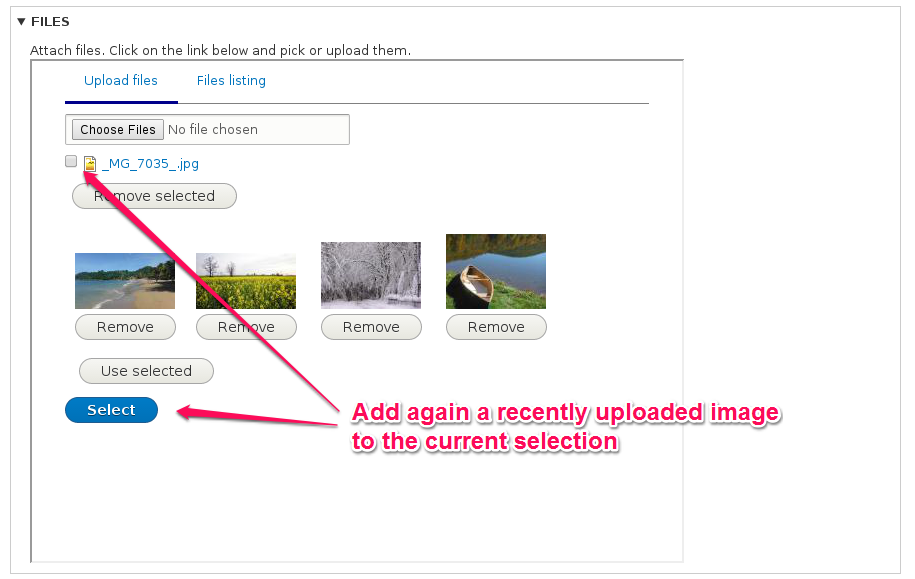 FILES
Attach files. Click on the link below and pick or upload them.
Upload files Files listing
Choose Files No file chosen
_MG_7035_.jpg
Remove selected
Remove Remove Remove Remove
Use selected
Select
Add again a recently uploaded image
to the current selection